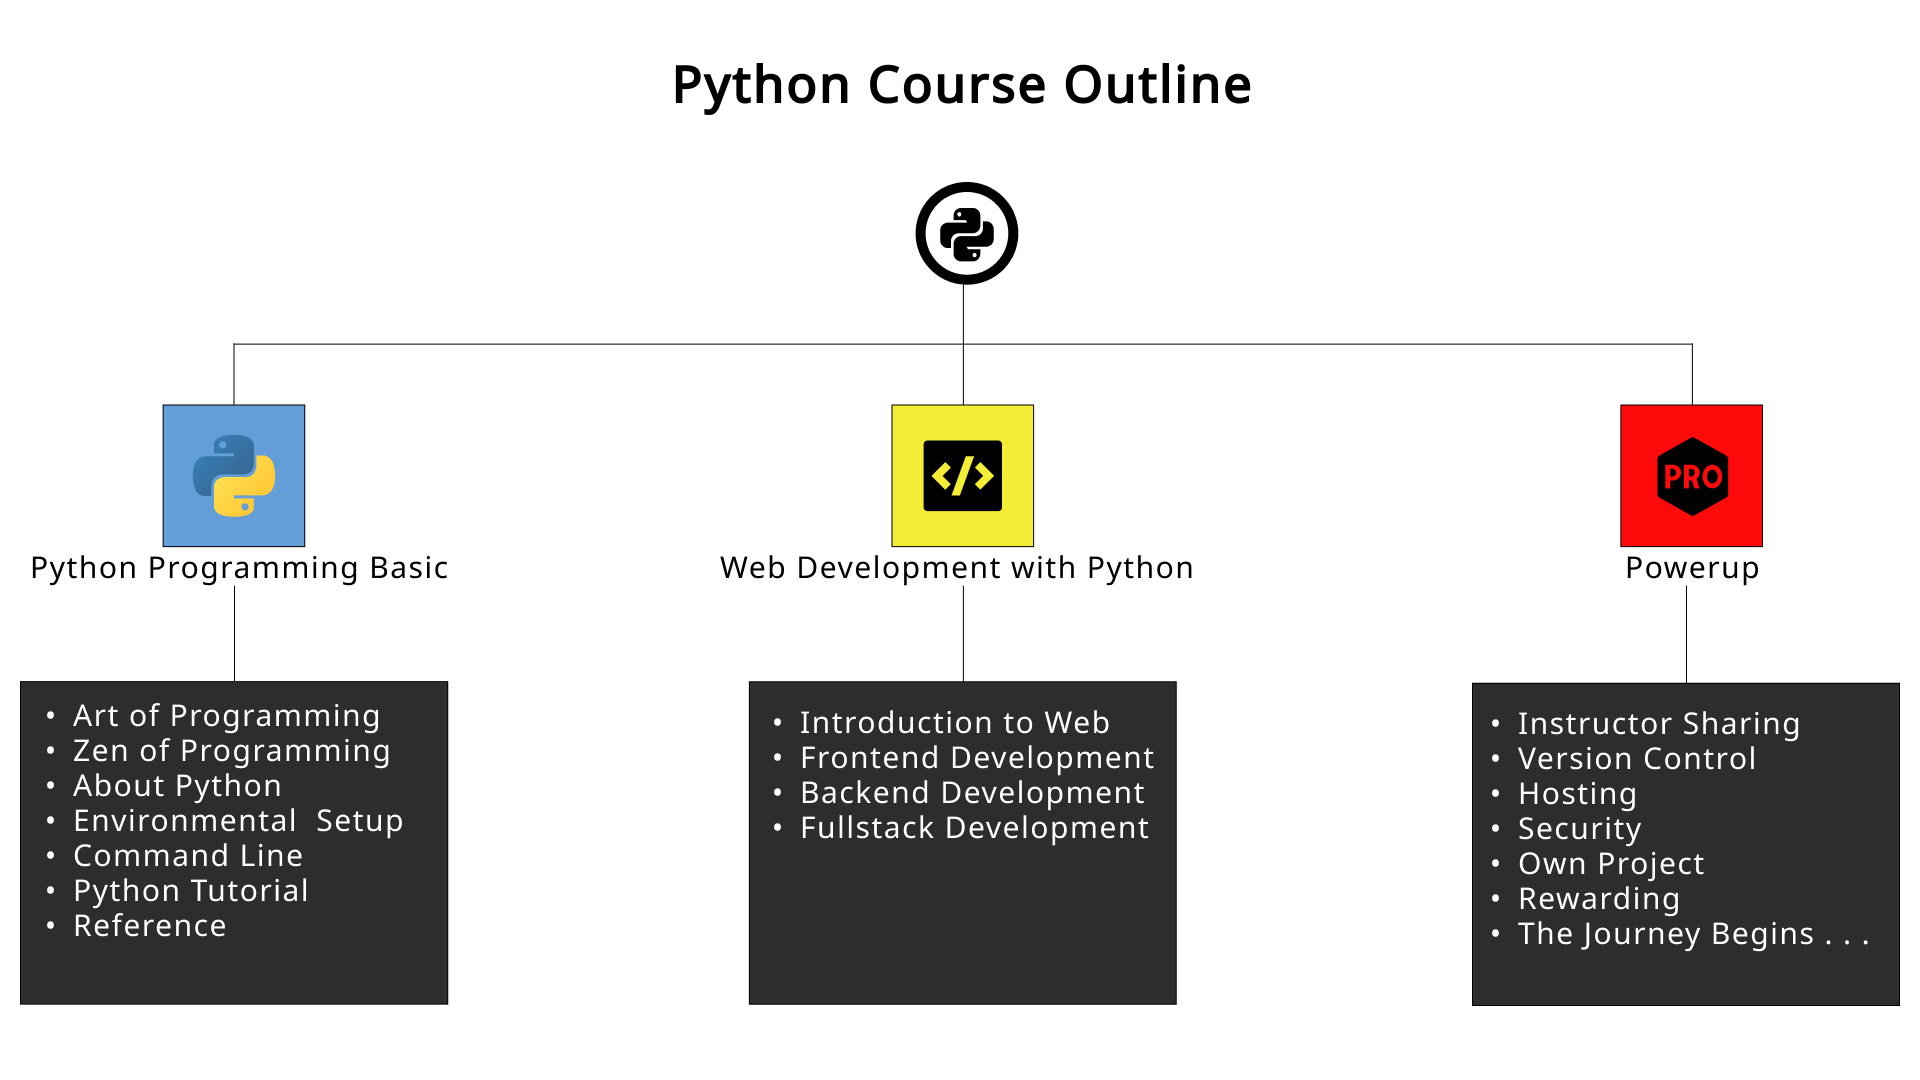 Python Course Outline
PRO
Python Programming Basic
Web Development with Python
Powerup
• Art of Programming
• Zen of Programming
• About Python
• Environmental  Setup
• Command Line
• Python Tutorial
• Reference
• Introduction to Web
• Frontend Development
• Backend Development
• Fullstack Development
• Instructor Sharing
• Version Control
• Hosting
• Security
• Own Project
• Rewarding
• The Journey Begins . . .